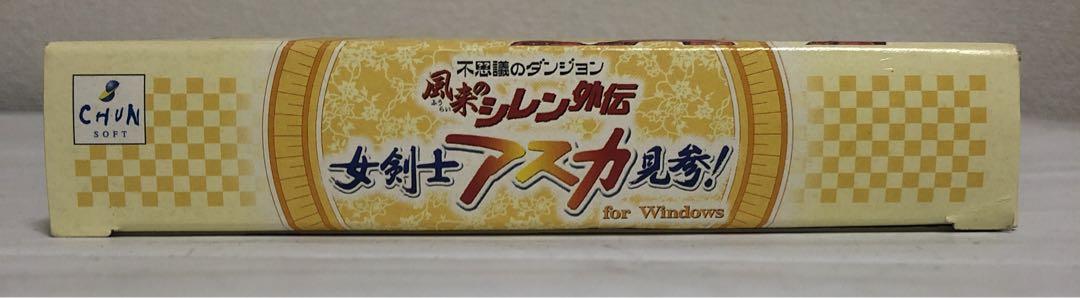 CHUN
SOFT
不思議のダンジョン
風来のシレン外伝
ふうらい
女剣士アスカ見参!
for Windows